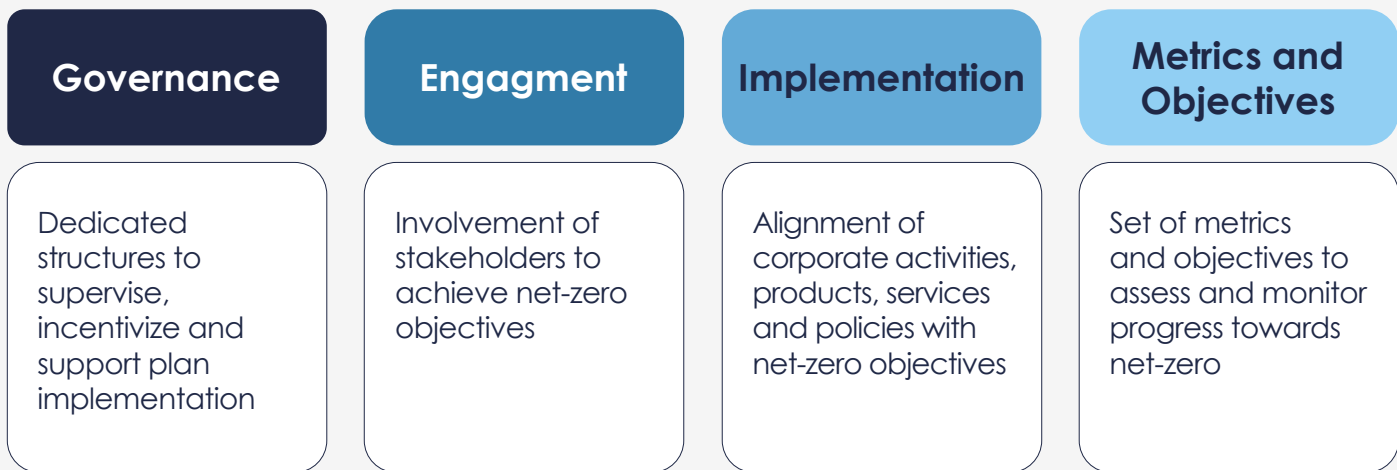 Governance
Dedicated
structures to
supervise,
incentivize and
support plan
implementation
Engagment
Involvement of
stakeholders to
achieve net-zero
objectives
Implementation
Alignment of
corporate activities,
products, services
and policies with
net-zero objectives
Metrics and
Objectives
Set of metrics
and objectives to
assess and monitor
progress towards
net-zero